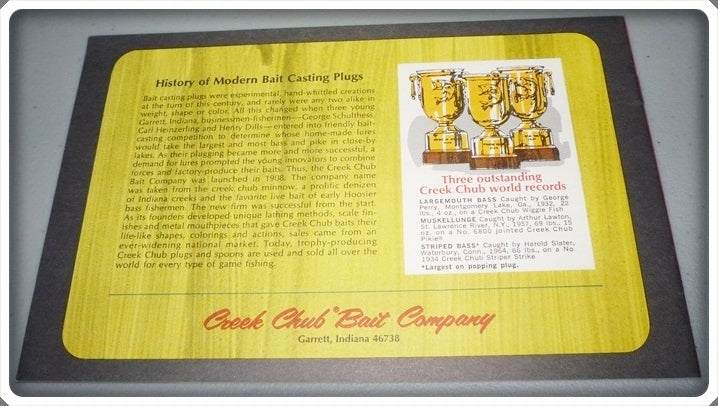 History of Modern Bait Casting Plugs
Bait casting plugs were experimental, hand-whittled creations
at the turn of this century, and rarely were any two alike in
weight, shape or color. All this changed when three young
Garrett, Indiana, businessmen-fishermen—George Schulthess,
Carl Heinzerling and Henry Dills—entered into friendly bait-
casting competition to determine whose home-made lures
would take the largest and most bass and pike in close-by
lakes. As their plugging became more and more successful, a
demand for lures prompted the young innovators to combine
forces and factory-produce their baits. Thus, the Creek Chub
Bait Company was launched in 1908. The company name
was taken from the creek chub minnow, a prolific denizen
of Indiana creeks and the favorite live bait of early Hoosier
bass fishermen. The new firm was successful from the start.
As its founders developed unique lathing methods, scale fin-
ishes and metal mouthpieces that gave Creek Chub baits their
life-like shapes, colorings and actions, sales came from an
ever-widening national market. Today, trophy-producing
Creek Chub plugs and spoons are used and sold all over the
world for every type of game fishing.
Three outstanding
Creek Chub world records
LARGEMOUTH BASS Caught by George
Perry, Montgomery Lake, Ga., 1932, 22
lbs., 4 oz., on a Creek Chub Wiggle Fish
MUSKELLUNGE Caught by Arthur Lawton,
St. Lawrence River, N.Y., 1957, 69 lbs., 15
oz. on a No. 6800 jointed Creek Chub
Pikie®
STRIPED BASS* Caught by Harold Slater,
Waterbury, Conn., 1964, 66 lbs., on a No.
1934 Creek Chub Striper Strike
*Largest on popping plug.
Creek Chub® Bait Company
Garrett, Indiana 46738